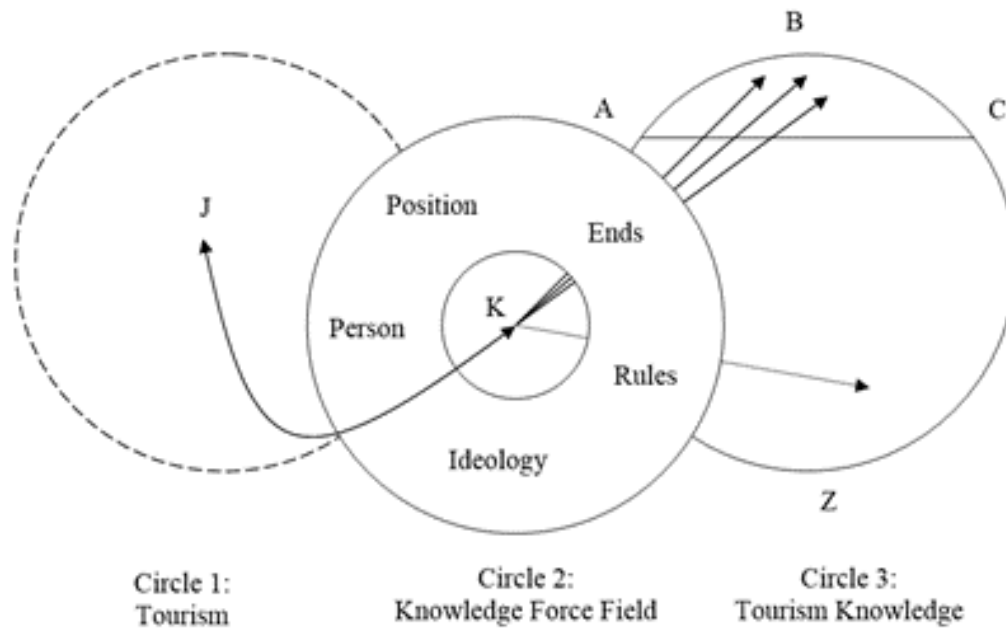 B
A
C
Position
J
Ends
K
Person
Rules
Ideology
Z
Circle 1:
Tourism
Circle 2:
Knowledge Force Field
Circle 3:
Tourism Knowledge